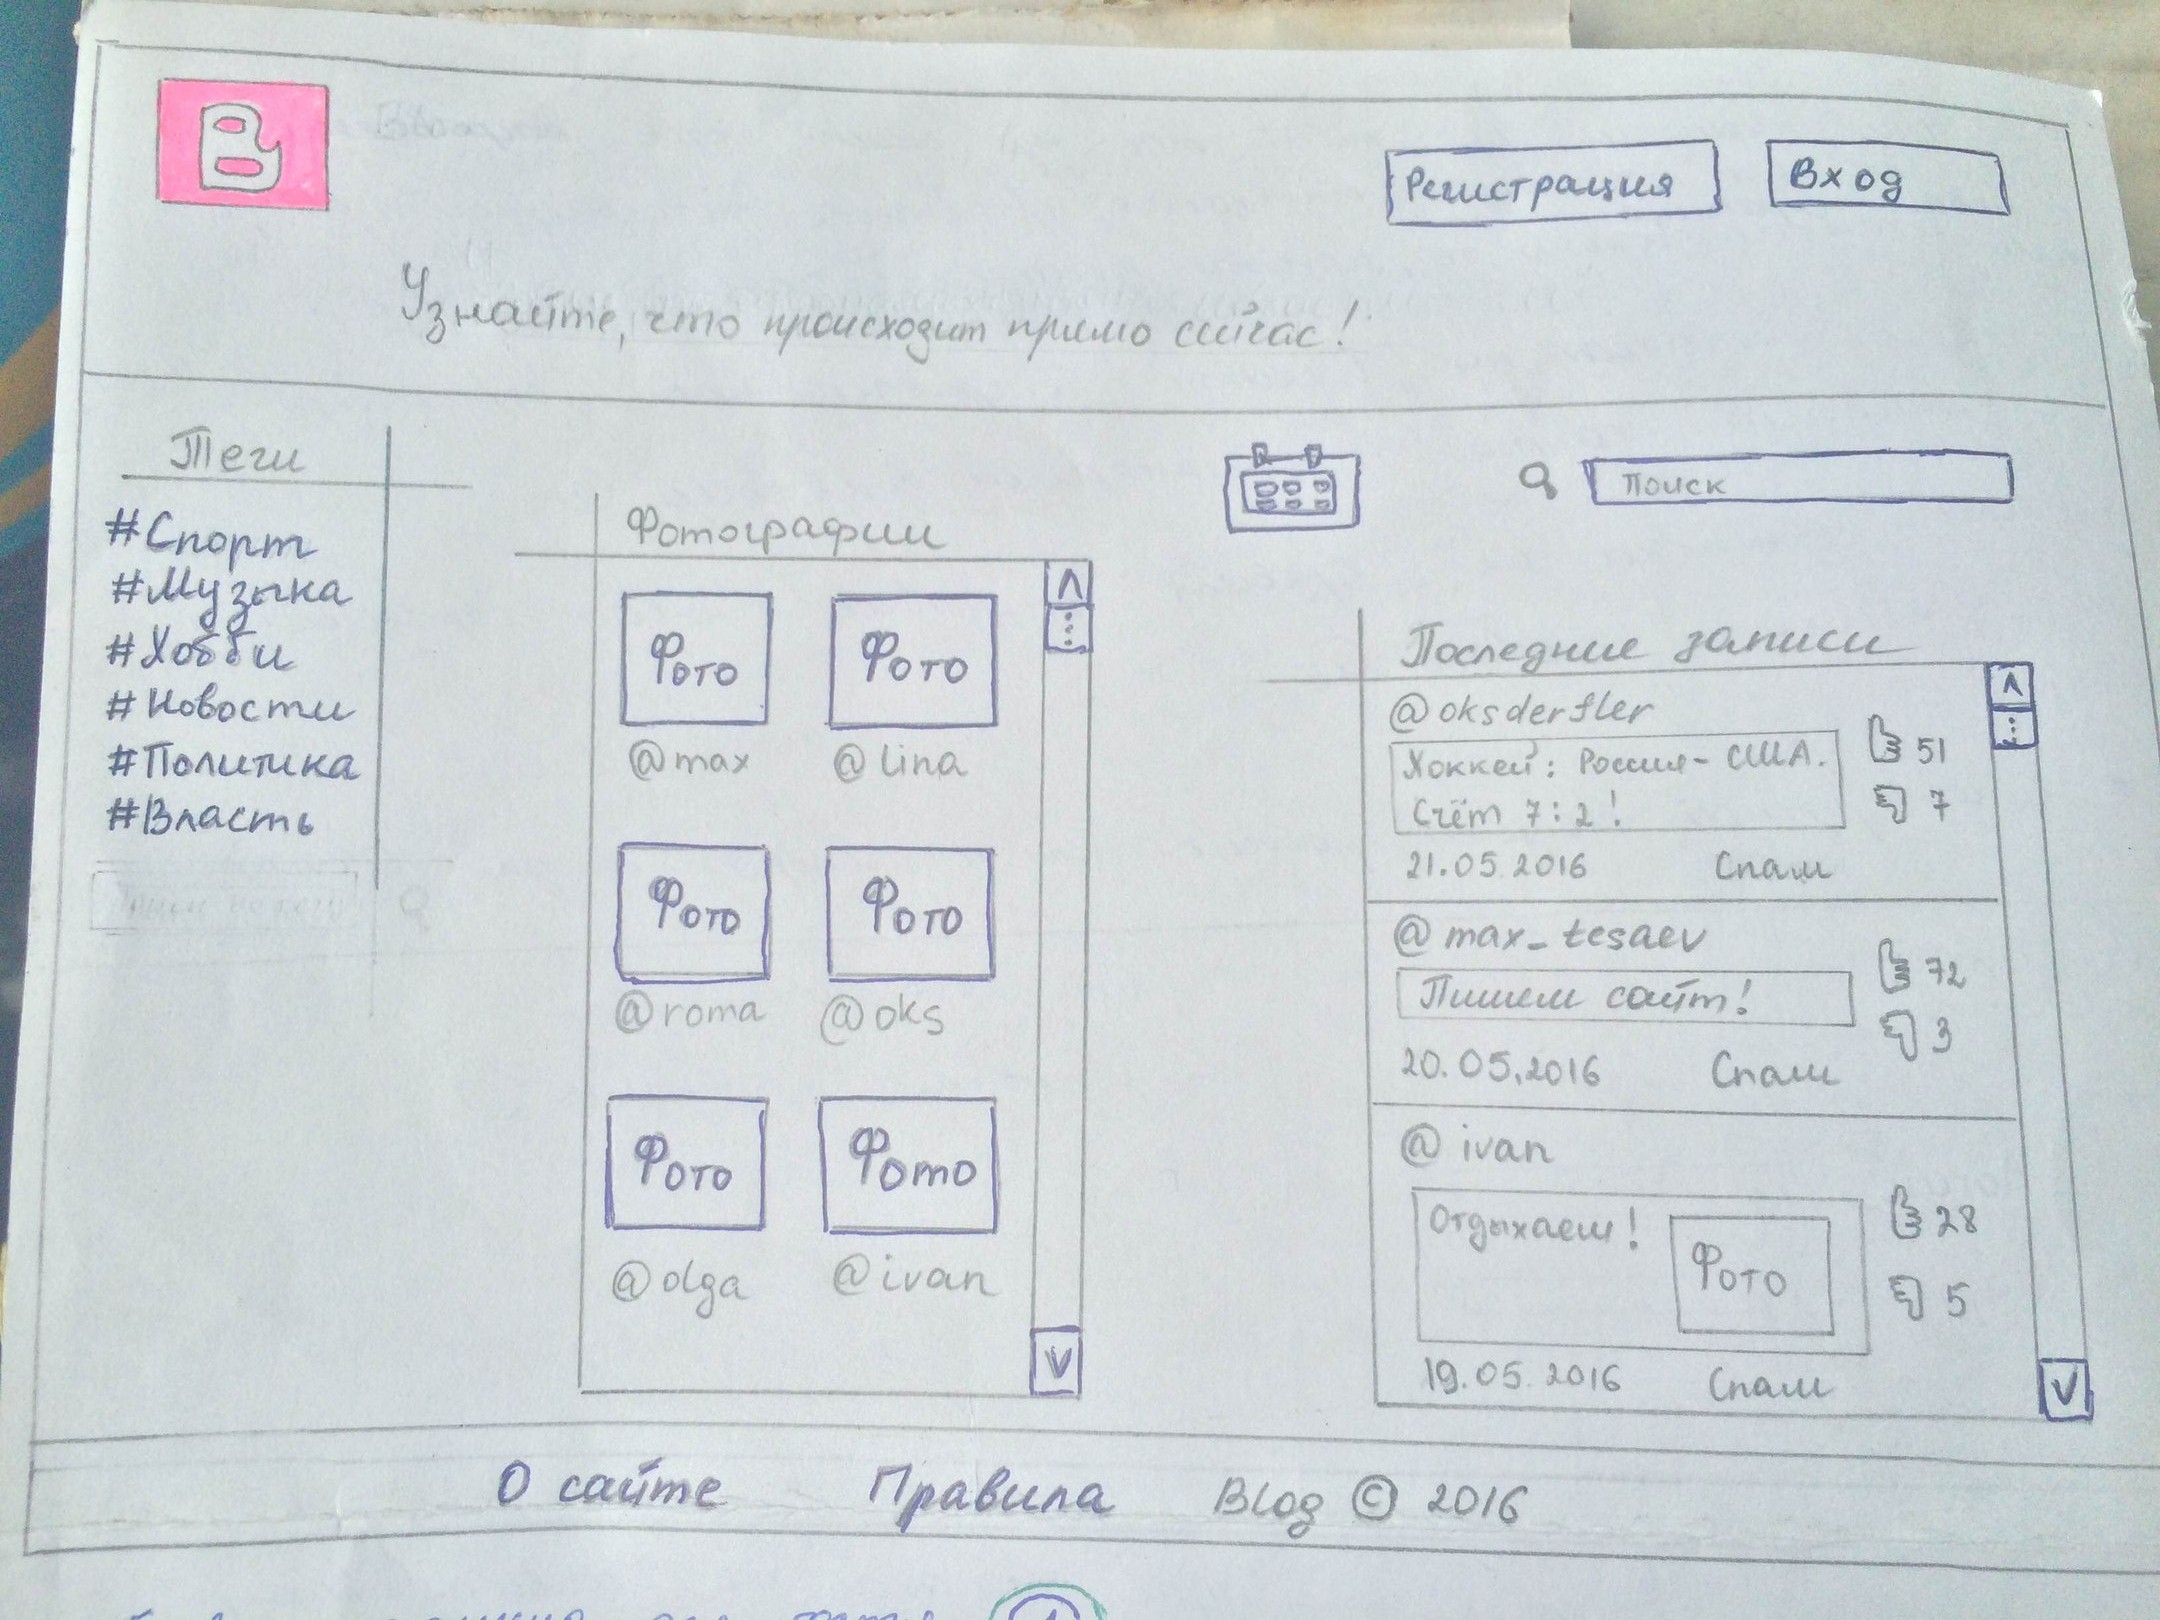 B
Регистрация
Вход
Узнайте, что происходит прямо сейчас!
Теги
#Спорт
#Музыка
#Хобби
#Новости
#Политика
#Власть
Фотографии
Фото Фото
@max @lina
Фото Фото
@roma @oks
Фото Фото
@olga @ivan
Поиск
Последние записи
@oksderfler
Хоккей: Россия - США.
Счёт 7:2!
51
7
21.05.2016 Спам
@max_tesaev
Пишем сайт!
72
3
20.05.2016 Спам
@ivan
Отдыхаем!
Фото
28
5
19.05.2016 Спам
О сайте Правила Blog © 2016